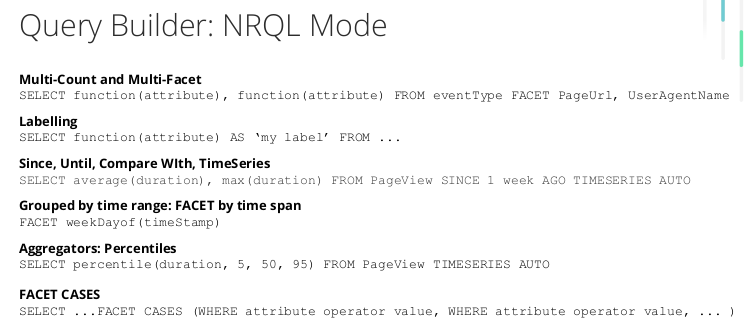 Query Builder: NRQL Mode
Multi-Count and Multi-Facet
SELECT function(attribute), function(attribute) FROM eventType FACET PageUrl, UserAgentName
Labelling
SELECT function(attribute) AS ‘my label’ FROM ...
Since, Until, Compare WIth, TimeSeries
SELECT average(duration), max(duration) FROM PageView SINCE 1 week AGO TIMESERIES AUTO
Grouped by time range: FACET by time span
FACET weekDayof(timeStamp)
Aggregators: Percentiles
SELECT percentile(duration, 5, 50, 95) FROM PageView TIMESERIES AUTO
FACET CASES
SELECT ...FACET CASES (WHERE attribute operator value, WHERE attribute operator value, ... )